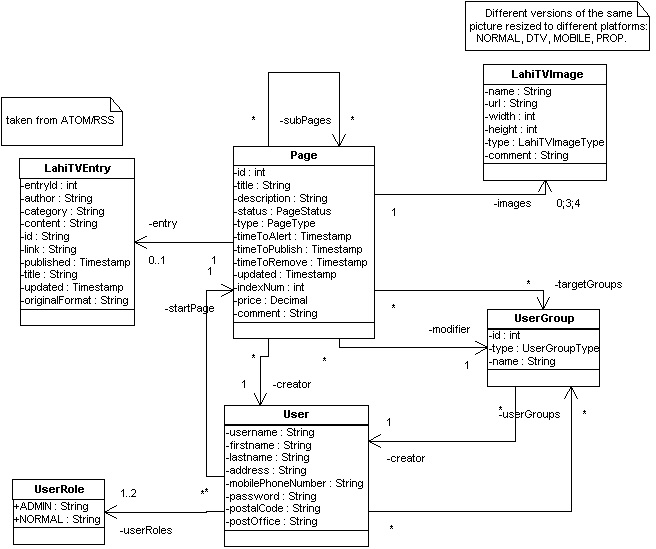 Different versions of the same
picture resized to different platforms:
NORMAL, DTV, MOBILE, PROP.
LahiTVImage
-name : String
-url : String
-width : int
-height : int
-type : LahiTVImageType
-comment : String
taken from ATOM/RSS
* -subPages *
Page
-id : int
-title : String
-description : String
-status : PageStatus
-type : PageType
-timeToAlert : Timestamp
-timeToPublish : Timestamp
-timeToRemove : Timestamp
-updated : Timestamp
-indexNum : int
-price : Decimal
-comment : String
LahiTVEntry
-entryId : int
-author : String
-category : String
-content : String
-id : String
-link : String
-published : Timestamp
-title : String
-updated : Timestamp
-originalFormat : String
1 -images 0;3;4
-entry
0..1 1
1
-startPage
* -targetGroups
*
-modifier
* 1
UserGroup
-id : int
-type : UserGroupType
-name : String
*
1 -creator
User
-username : String
-firstname : String
-lastname : String
-address : String
-mobilePhoneNumber : String
-password : String
-postalCode : String
-postOffice : String
*
-userGroups *
1
-creator
*
UserRole
+ADMIN : String
+NORMAL : String
1..2 **
-userRoles